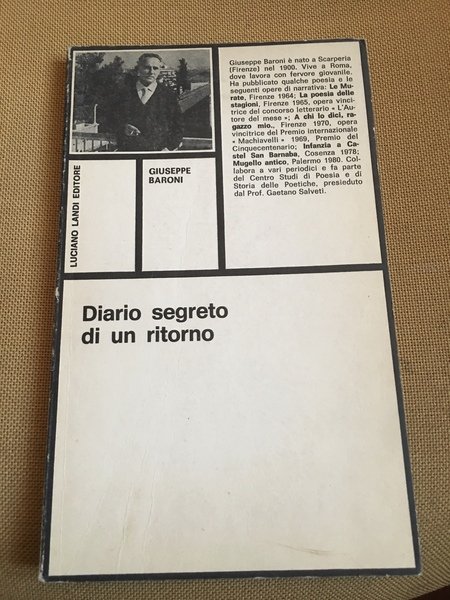 Giuseppe Baroni è nato a Scarperia
(Firenze) nel 1900. Vive a Roma,
dove lavora con fervore giovanile.
Ha pubblicato qualche poesia e le
seguenti opere di narrativa: Le Mu-
rate, Firenze 1964; La poesia delle
stagioni, Firenze 1965, opera vinci-
trice del concorso letterario « L'Au-
tore del mese »; A chi lo dici, ra-
gazzo mio., Firenze 1970, opera
vincitrice del Premio internazionale
« Machiavelli » 1969, Premio del
Cinquecentenario; Infanzia a Ca-
stel San Barnaba, Cosenza 1978;
Mugello antico, Palermo 1980. Col-
labora a vari periodici e fa parte
del Centro Studi di Poesia e di
Storia delle Poetiche, presieduto
dal Prof. Gaetano Salveti.
LUCIANO LANDI EDITORE
GIUSEPPE
BARONI
Diario segreto
di un ritorno